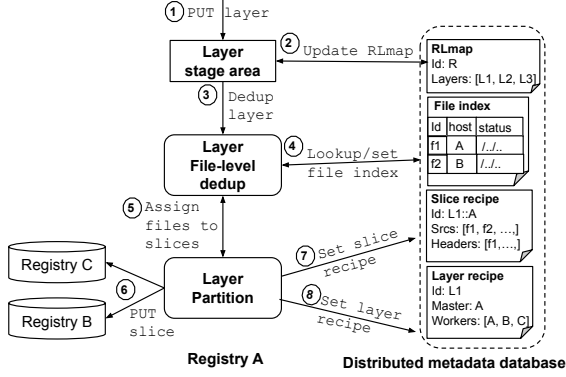 1 PUT layer
Layer
stage area
2 Update RLmap
RLmap
Id: R
Layers: [L1, L2, L3]
3 Dedup
layer
File index
Id host status
f1 A /../..
f2 B /../..
Layer
File-level
dedup
4 Lookup/set
file index
5 Assign
files to
slices
Slice recipe
Id: L1::A
Srcs: [f1, f2, ...,]
Headers: [f1,...,]
7 Set slice
recipe
Registry C
Registry B
6
PUT
slice
Layer
Partition
8 Set layer
recipe
Layer recipe
Id: L1
Master: A
Workers: [A, B, C]
Registry A
Distributed metadata database